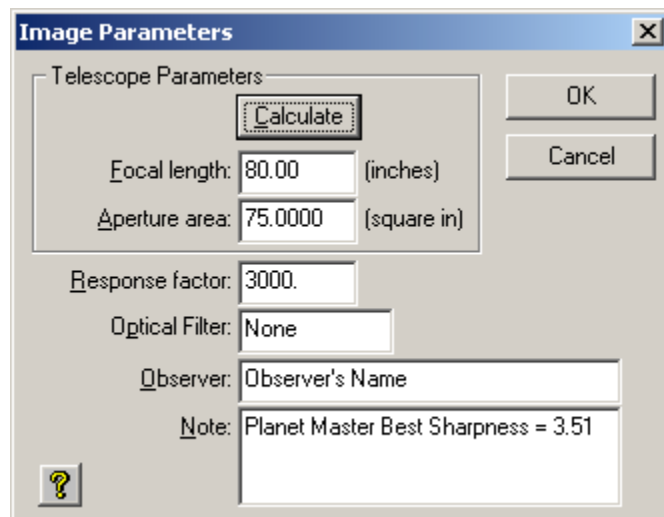 Image Parameters
Telescope Parameters
Calculate
OK
Cancel
Focal length: 80.00 (inches)
Aperture area: 75.0000 (square in)
Response factor: 3000.
Optical Filter: None
Observer: Observer's Name
Note: Planet Master Best Sharpness = 3.51
?